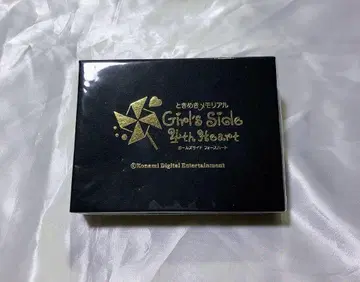 ときめきメモリアル
Girl's Side
4th Heart
ガールズサイド フォースハート
©Konami Digital Entertainment